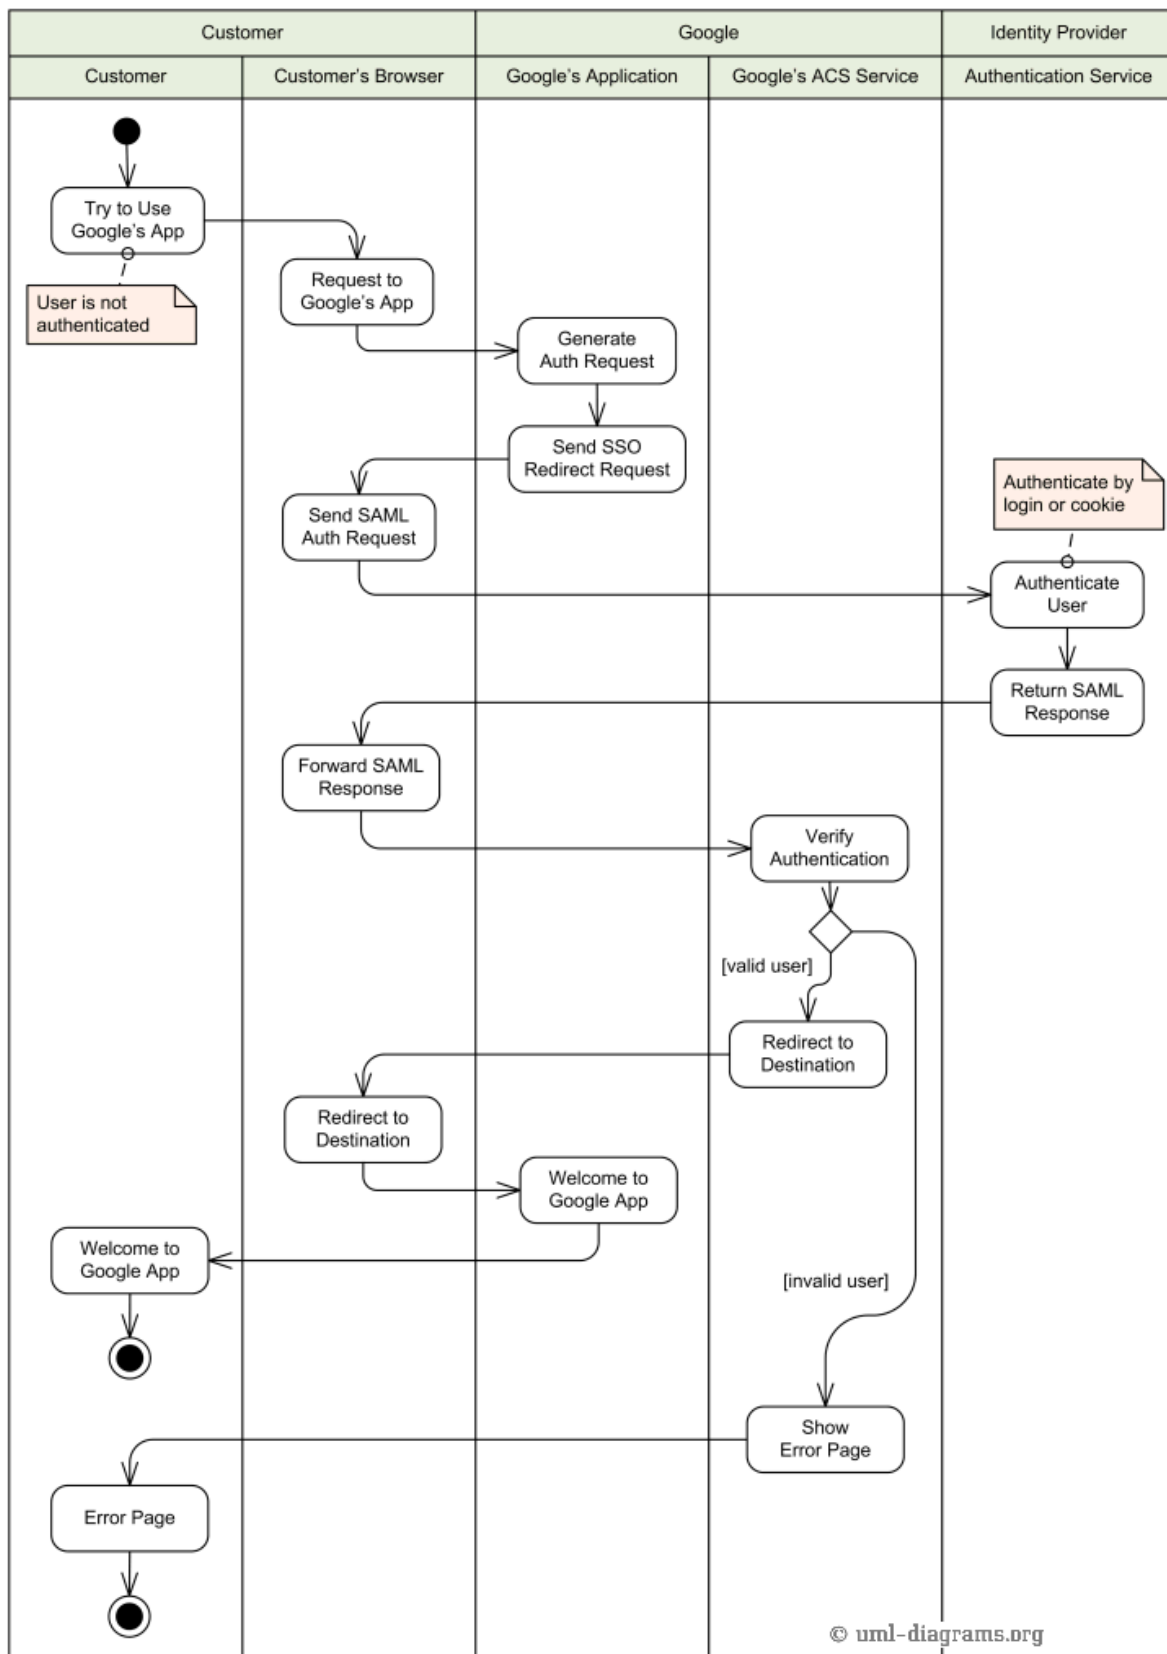 Customer
Google
Identity Provider
Customer
Customer's Browser
Google's Application
Google's ACS Service
Authentication Service
Try to Use
Google's App
User is not
authenticated
Request to
Google's App
Generate
Auth Request
Send SSO
Redirect Request
Send SAML
Auth Request
Authenticate by
login or cookie
Authenticate
User
Return SAML
Response
Forward SAML
Response
Verify
Authentication
[valid user]
Redirect to
Destination
Redirect to
Destination
Welcome to
Google App
Welcome to
Google App
[invalid user]
Show
Error Page
Error Page
© uml-diagrams.org